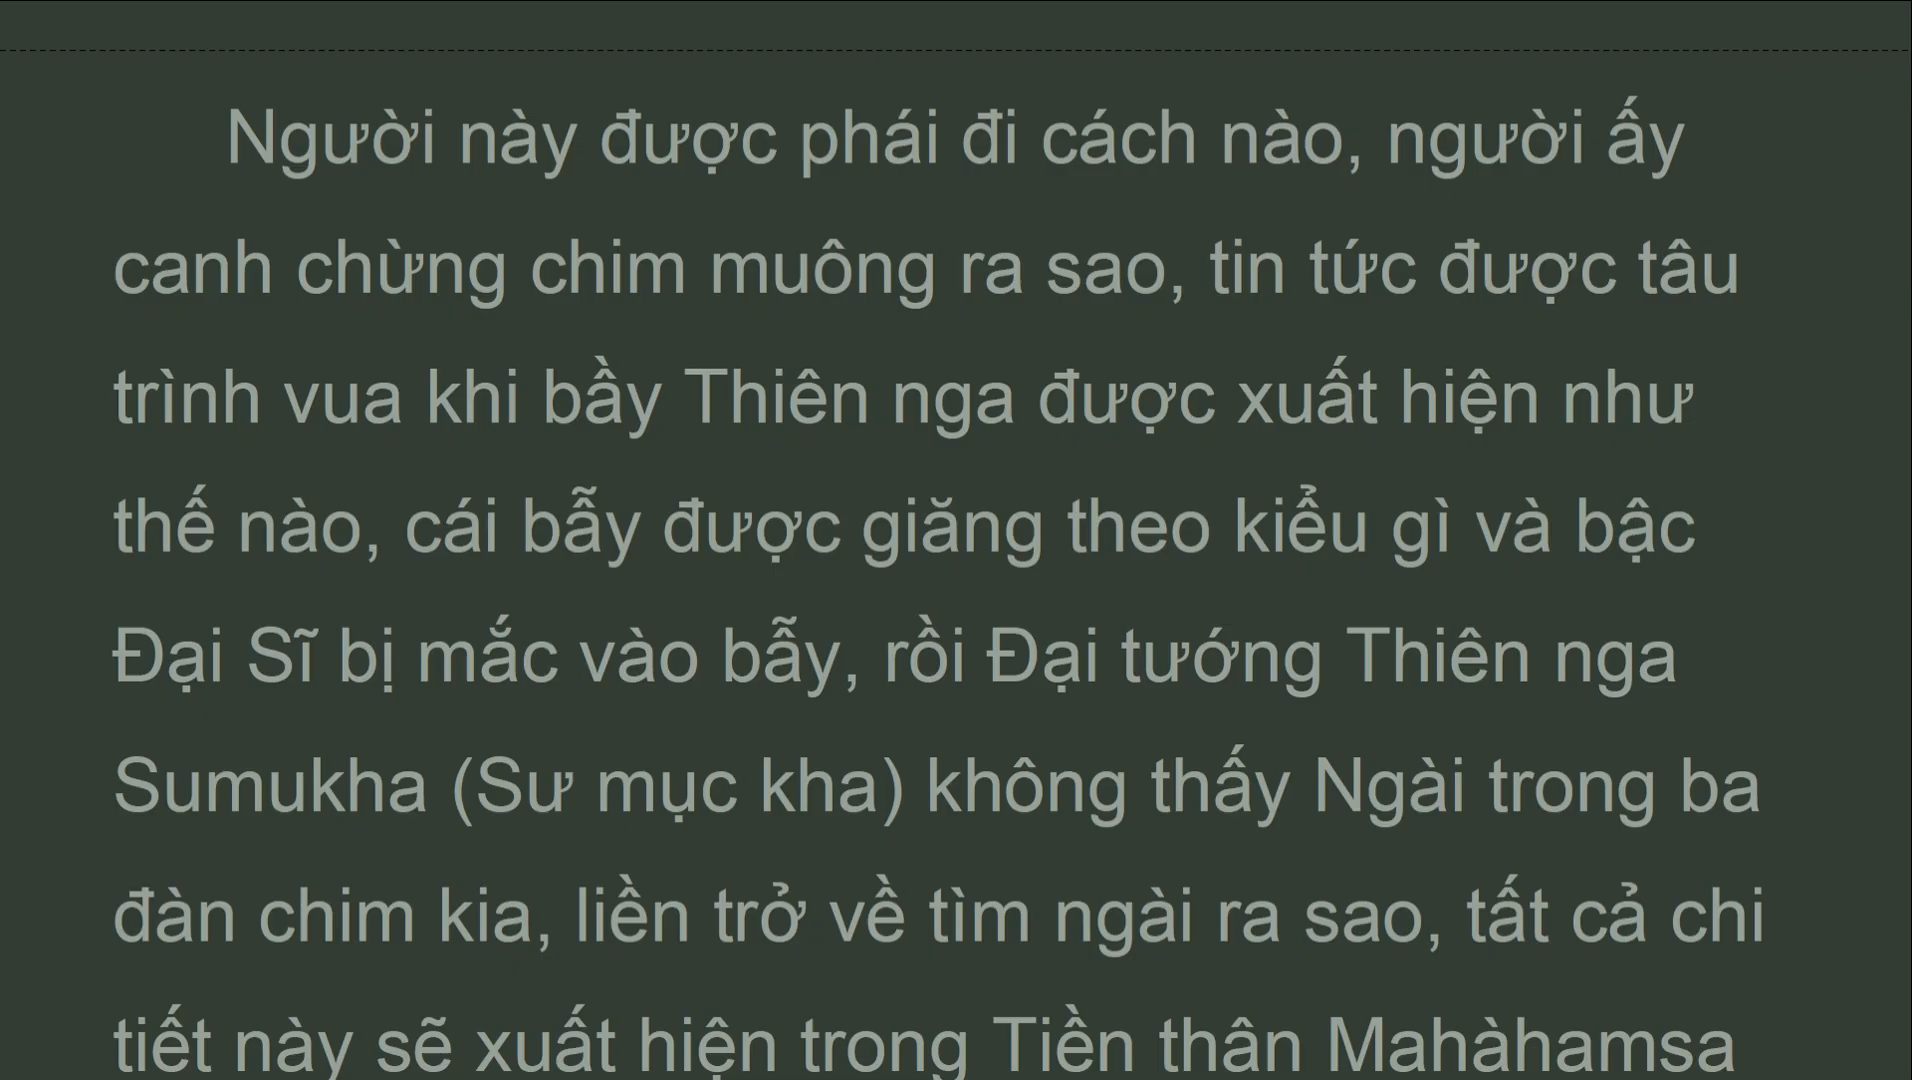 Người này được phái đi cách nào, người ấy
canh chừng chim muông ra sao, tin tức được tâu
trình vua khi bầy Thiên nga được xuất hiện như
thế nào, cái bẫy được giăng theo kiểu gì và bậc
Đại Sĩ bị mắc vào bẫy, rồi Đại tướng Thiên nga
Sumukha (Sư mục kha) không thấy Ngài trong ba
đàn chim kia, liền trở về tìm ngài ra sao, tất cả chi
tiết này sẽ xuất hiện trong Tiền thân Mahàhamsa